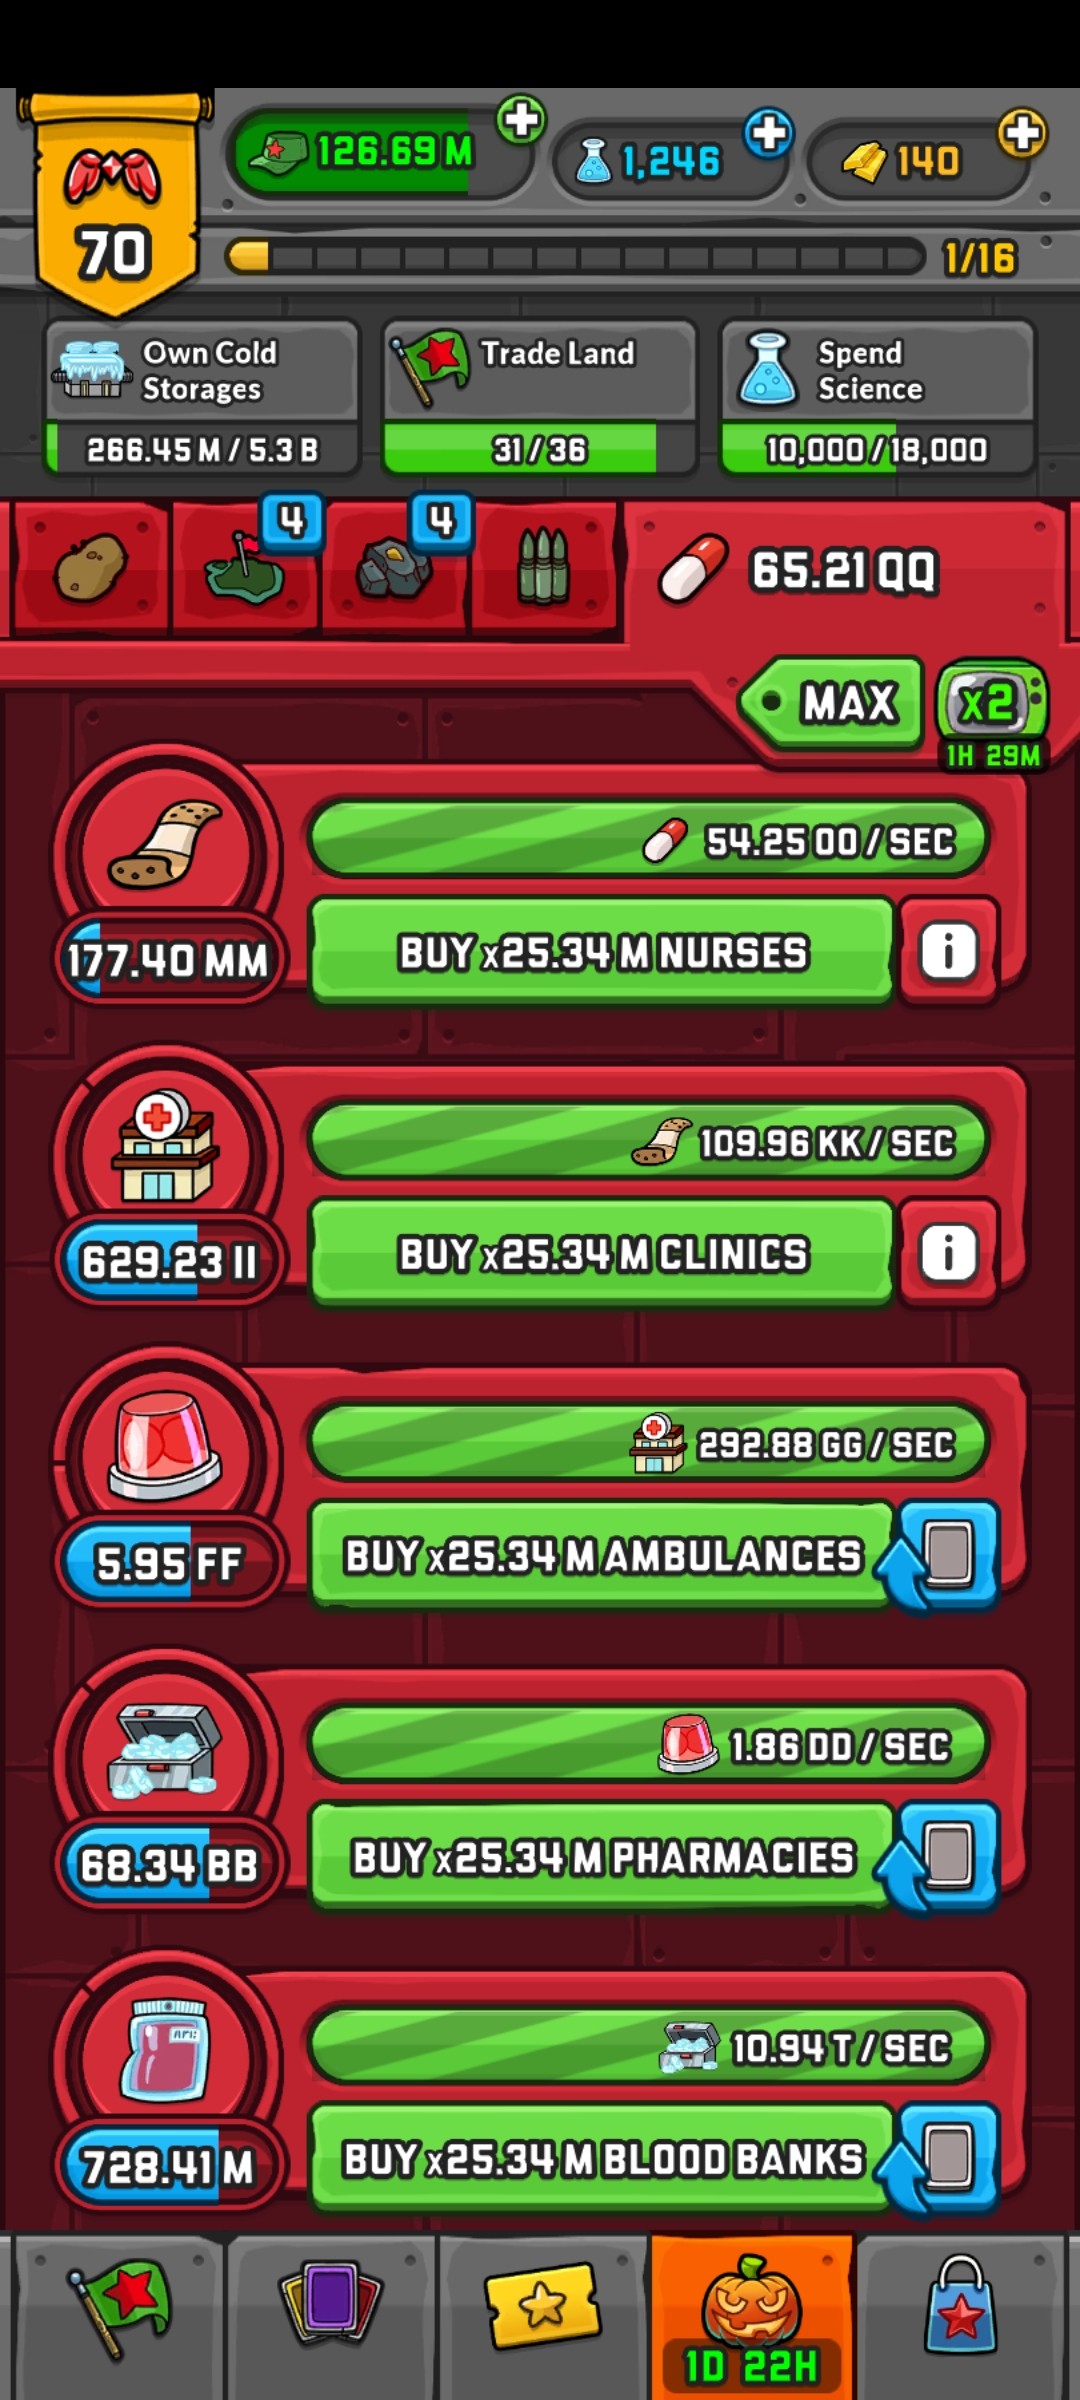 126.69 M
1,246
140
70
1/16
Own Cold
Storages
Trade Land
Spend
Science
266.45 M / 5.3 B
31 / 36
10,000 / 18,000
4
4
65.21 QQ
MAX
x2
1H 29M
54.25 OO / SEC
177.40 MM
BUY x25.34 M NURSES
i
109.96 KK / SEC
629.23 II
BUY x25.34 M CLINICS
i
292.88 GG / SEC
5.95 FF
BUY x25.34 M AMBULANCES
1.86 DD / SEC
68.34 BB
BUY x25.34 M PHARMACIES
10.94 T / SEC
728.41 M
BUY x25.34 M BLOOD BANKS
1D 22H